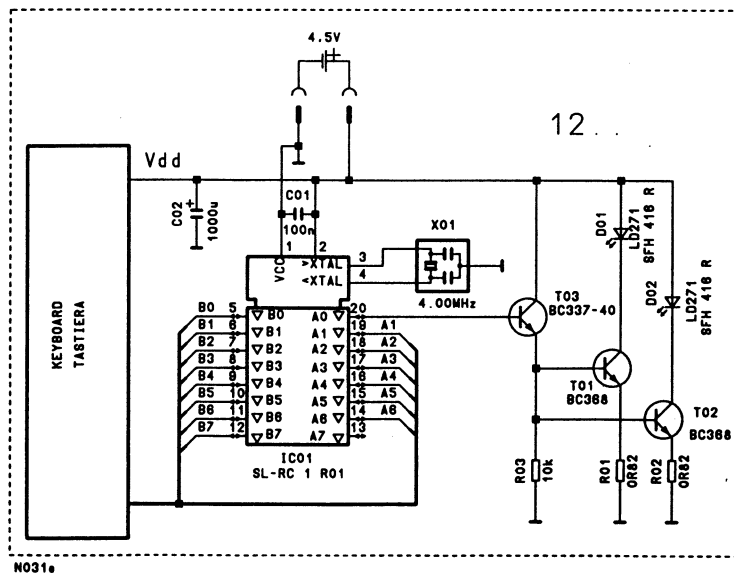 4.5V
12..
Vdd
C02
1000u
C01
100n
1
2
VCC
>XTAL
<XTAL
3
4
X01
4.00MHz
KEYBOARD
TASTIERA
B0 5 B0 A0 20
B1 6 B1 A1 19 A1
B2 7 B2 A2 18 A2
B3 8 B3 A3 17 A3
B4 9 B4 A4 16 A4
B5 10 B5 A5 15 A5
B6 11 B6 A6 14 A6
B7 12 B7 A7 13
IC01
SL-RC 1 R01
T03
BC337-40
D01
LD271
SFH 416 R
D02
LD271
SFH 416 R
T01
BC368
T02
BC368
R03
10k
R01
0R82
R02
0R82
N031e